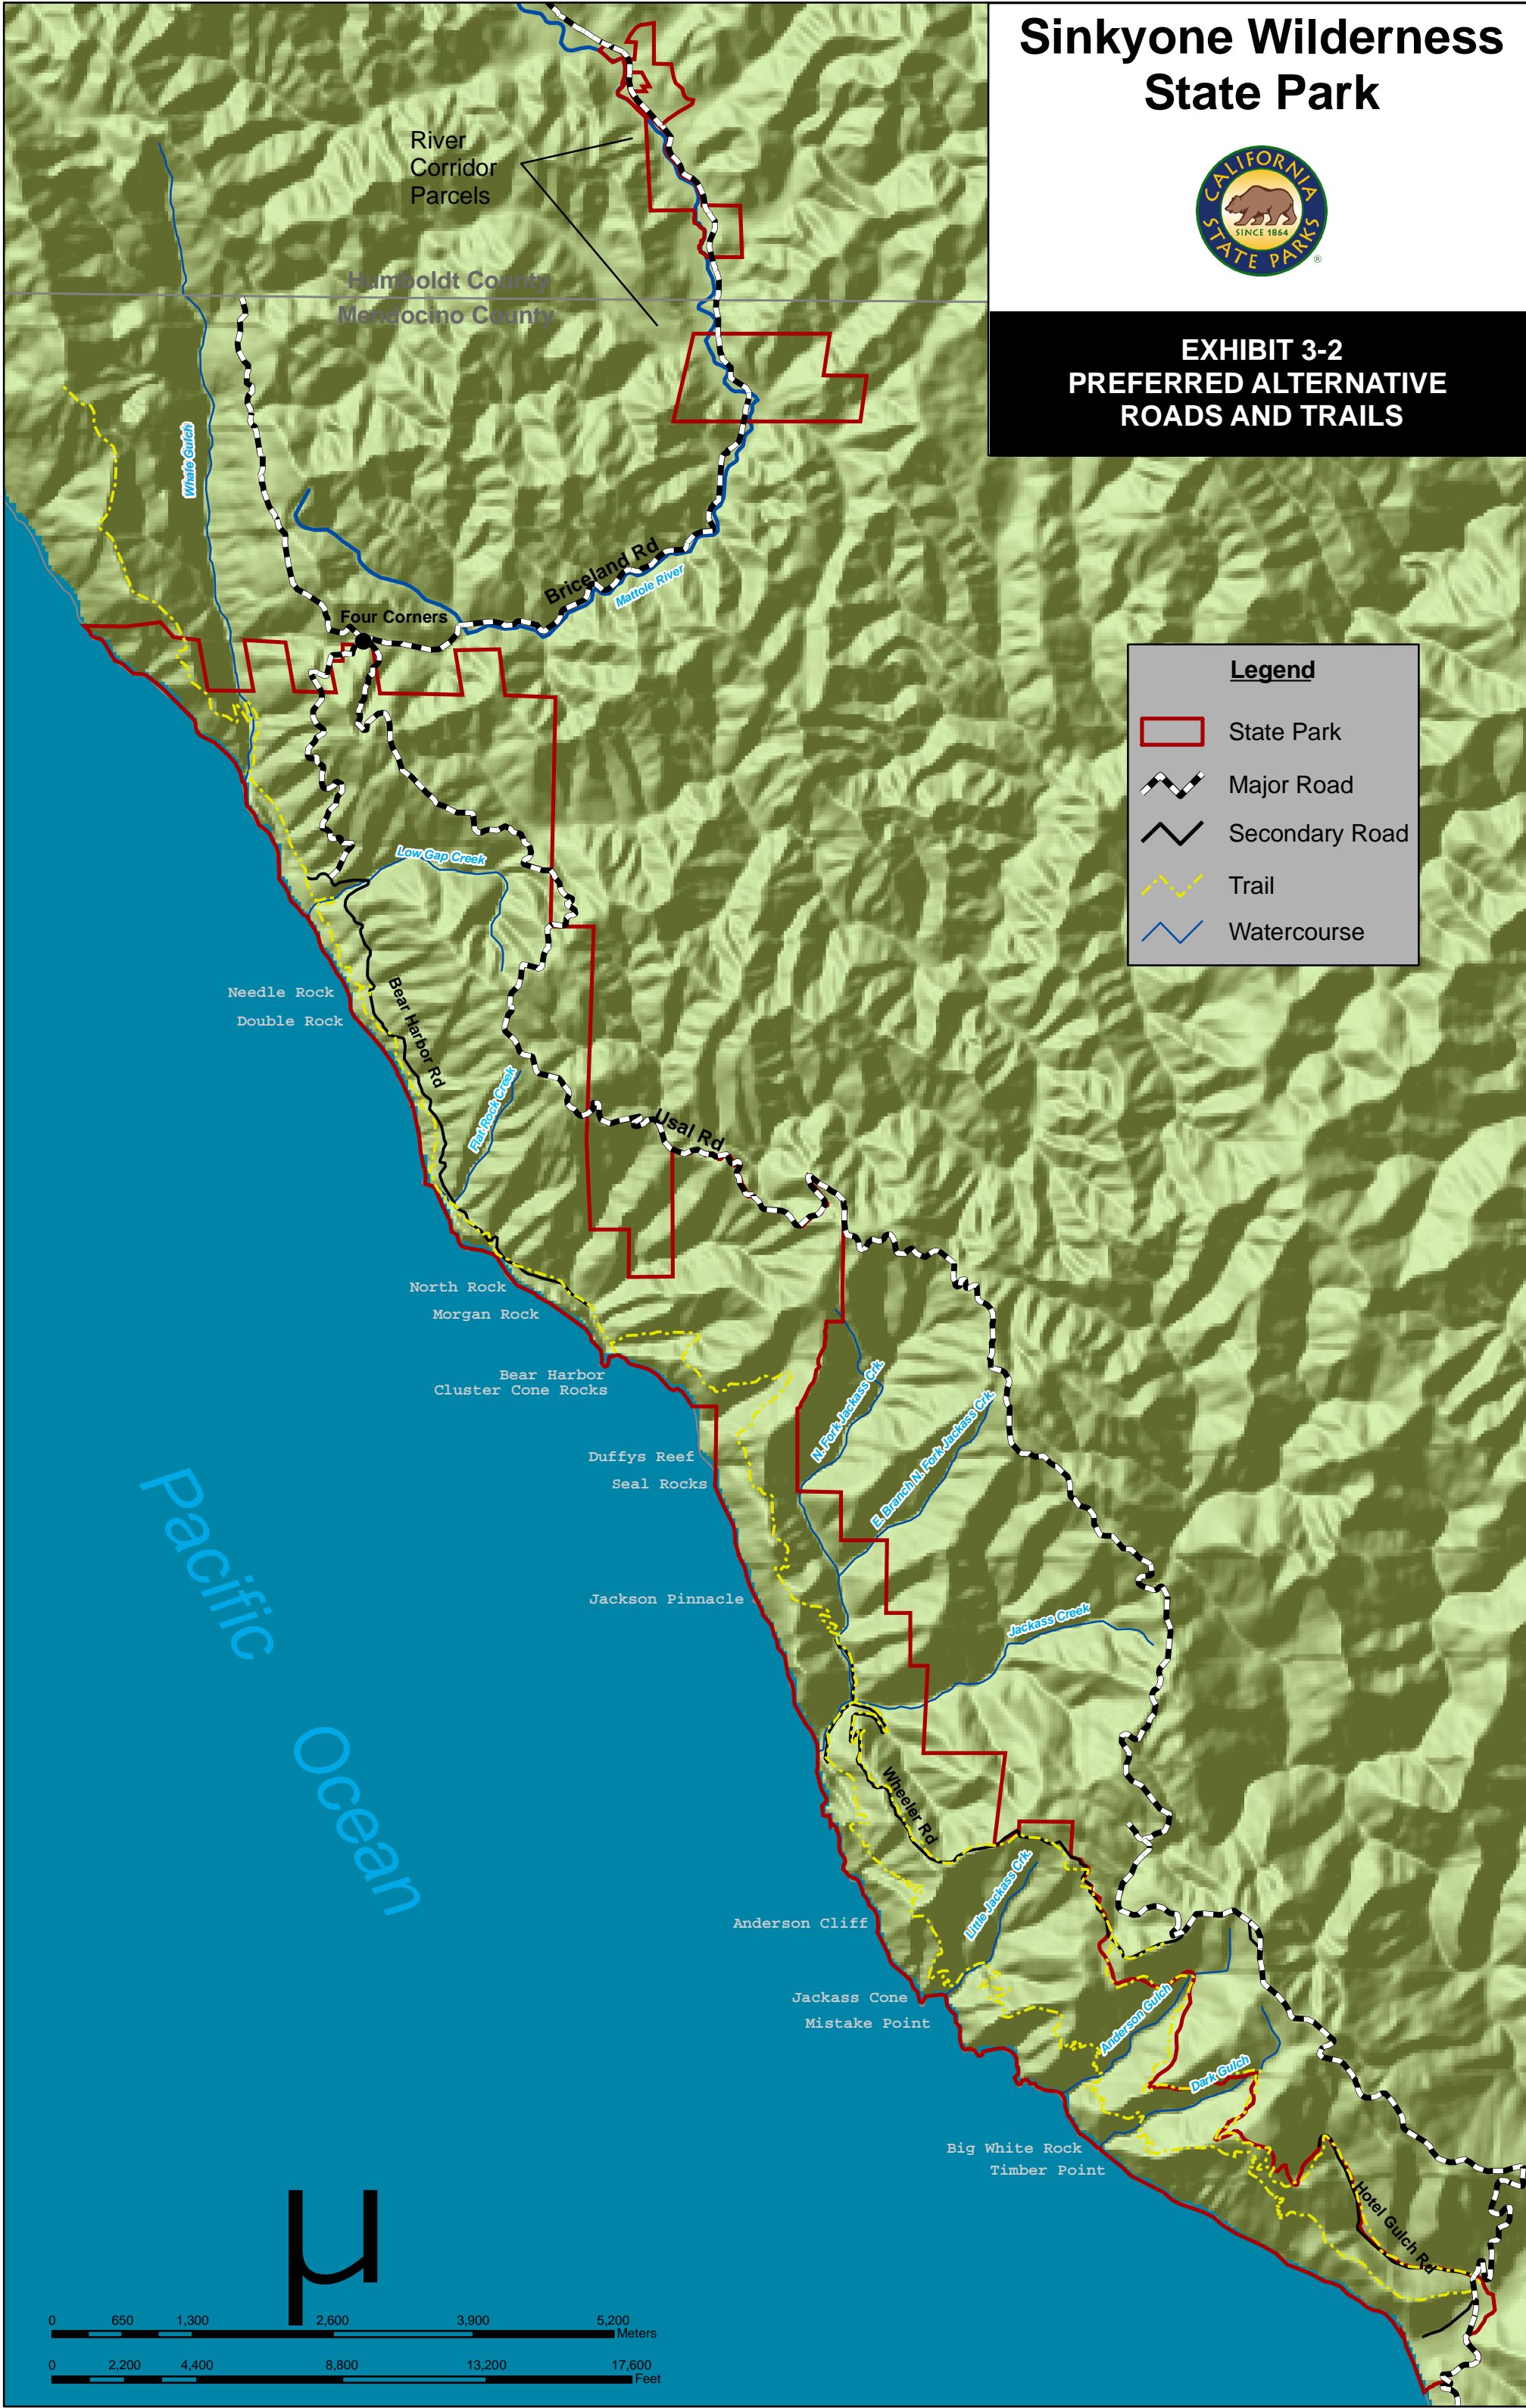 Sinkyone Wilderness
State Park
CALIFORNIA
SINCE 1864
STATE PARKS
®
EXHIBIT 3-2
PREFERRED ALTERNATIVE
ROADS AND TRAILS
River
Corridor
Parcels
Humboldt County
Mendocino County
Whale Gulch
Briceland Rd
Mattole River
Four Corners
Legend
State Park
Major Road
Secondary Road
Trail
Watercourse
Low Gap Creek
Needle Rock
Double Rock
Bear Harbor Rd
Flat Rock Creek
Usal Rd
North Rock
Morgan Rock
Bear Harbor
Cluster Cone Rocks
N. Fork Jackass Crk.
E. Branch N. Fork Jackass Crk.
Duffys Reef
Seal Rocks
Jackson Pinnacle
Jackass Creek
Pacific
Ocean
Wheeler Rd
Little Jackass Crk.
Anderson Cliff
Jackass Cone
Mistake Point
Anderson Gulch
Dark Gulch
Big White Rock
Timber Point
Hotel Gulch Rd
µ
0 650 1,300 2,600 3,900 5,200
Meters
0 2,200 4,400 8,800 13,200 17,600
Feet